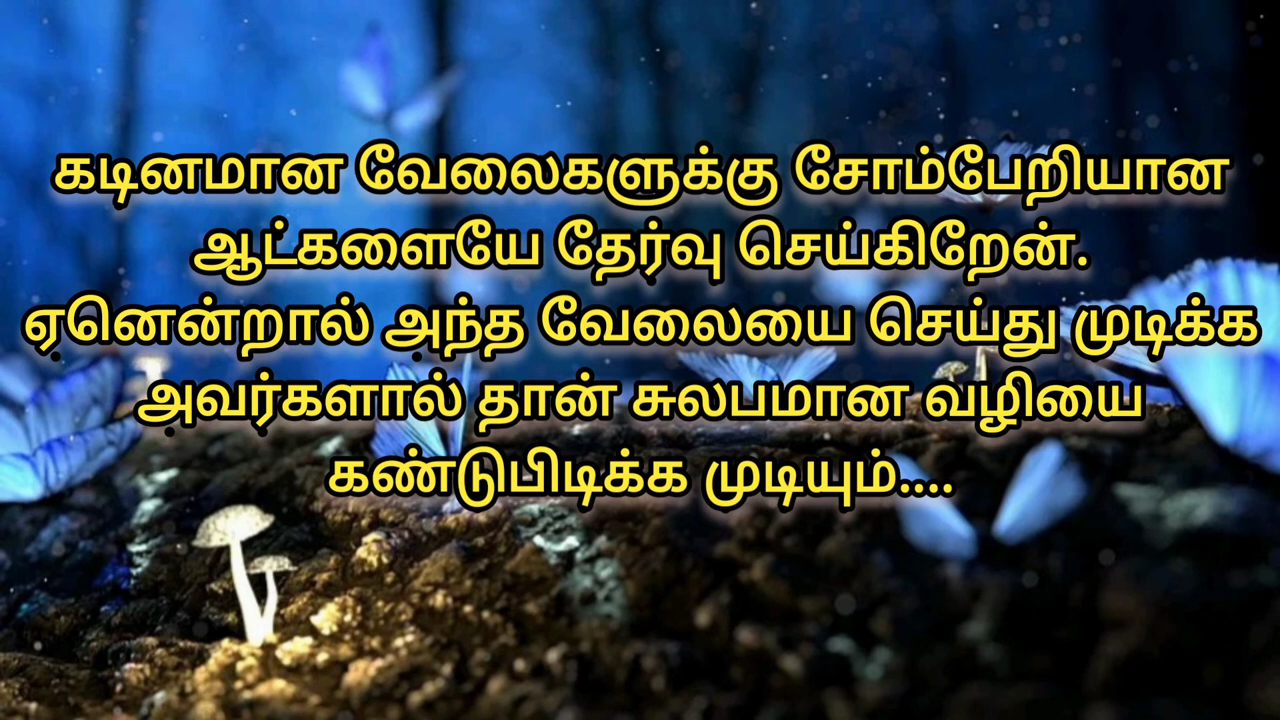 கடினமான வேலைகளுக்கு சோம்பேறியான
ஆட்களையே தேர்வு செய்கிறேன்.
ஏனென்றால் அந்த வேலையை செய்து முடிக்க
அவர்களால் தான் சுலபமான வழியை
கண்டுபிடிக்க முடியும்....